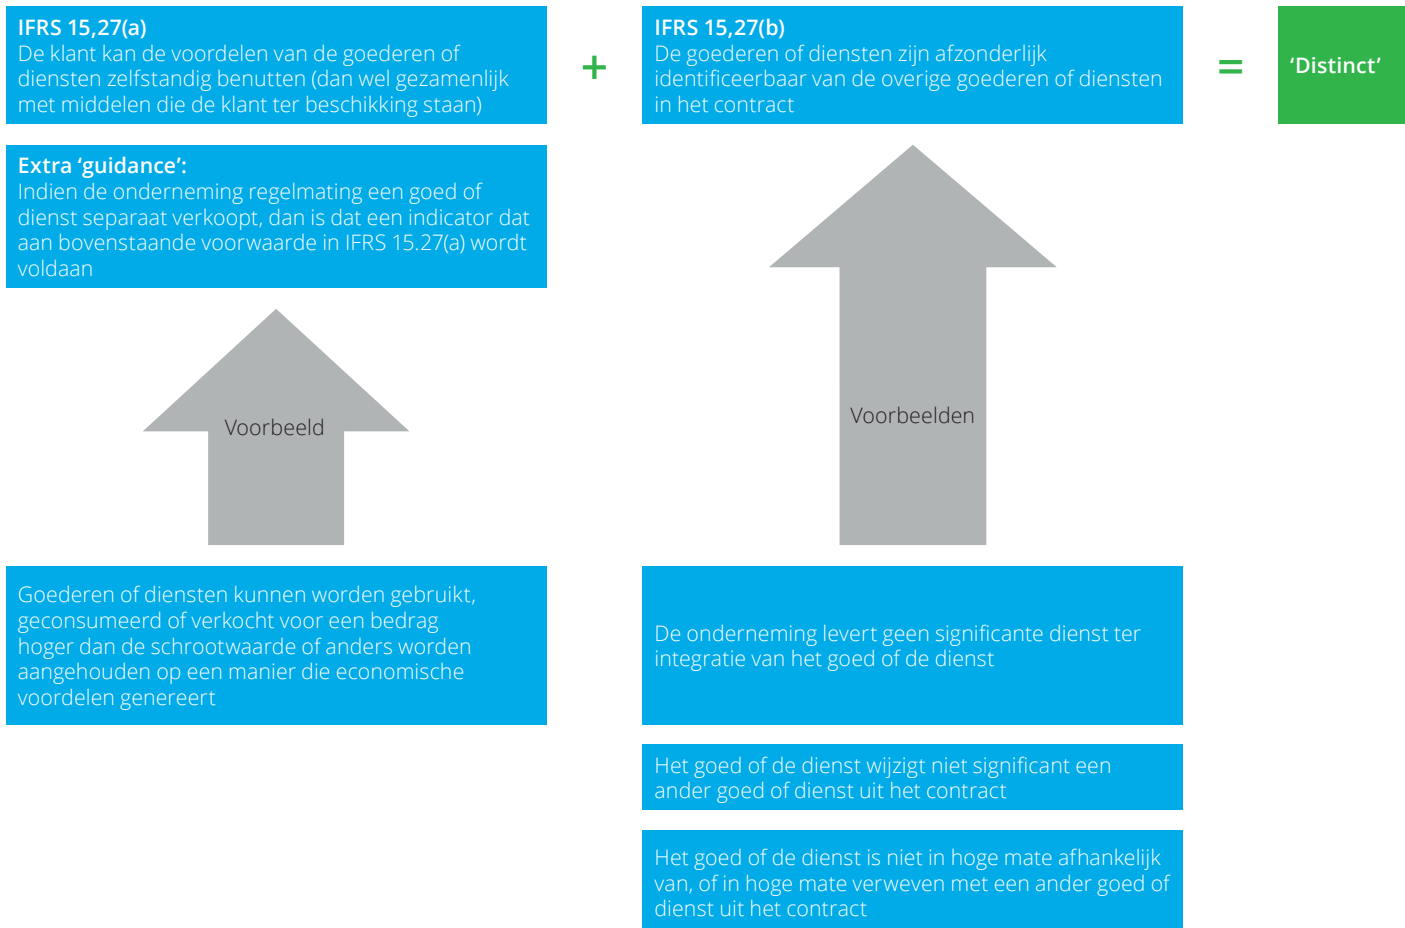 IFRS 15,27(a)
De klant kan de voordelen van de goederen of
diensten zelfstandig benutten (dan wel gezamenlijk
met middelen die de klant ter beschikking staan)
+
IFRS 15,27(b)
De goederen of diensten zijn afzonderlijk
identificeerbaar van de overige goederen of diensten
in het contract
=
‘Distinct’
Extra ‘guidance’:
Indien de onderneming regelmating een goed of
dienst separaat verkoopt, dan is dat een indicator dat
aan bovenstaande voorwaarde in IFRS 15.27(a) wordt
voldaan
Voorbeeld
Voorbeelden
Goederen of diensten kunnen worden gebruikt,
geconsumeerd of verkocht voor een bedrag
hoger dan de schrootwaarde of anders worden
aangehouden op een manier die economische
voordelen genereert
De onderneming levert geen significante dienst ter
integratie van het goed of de dienst
Het goed of de dienst wijzigt niet significant een
ander goed of dienst uit het contract
Het goed of de dienst is niet in hoge mate afhankelijk
van, of in hoge mate verweven met een ander goed of
dienst uit het contract